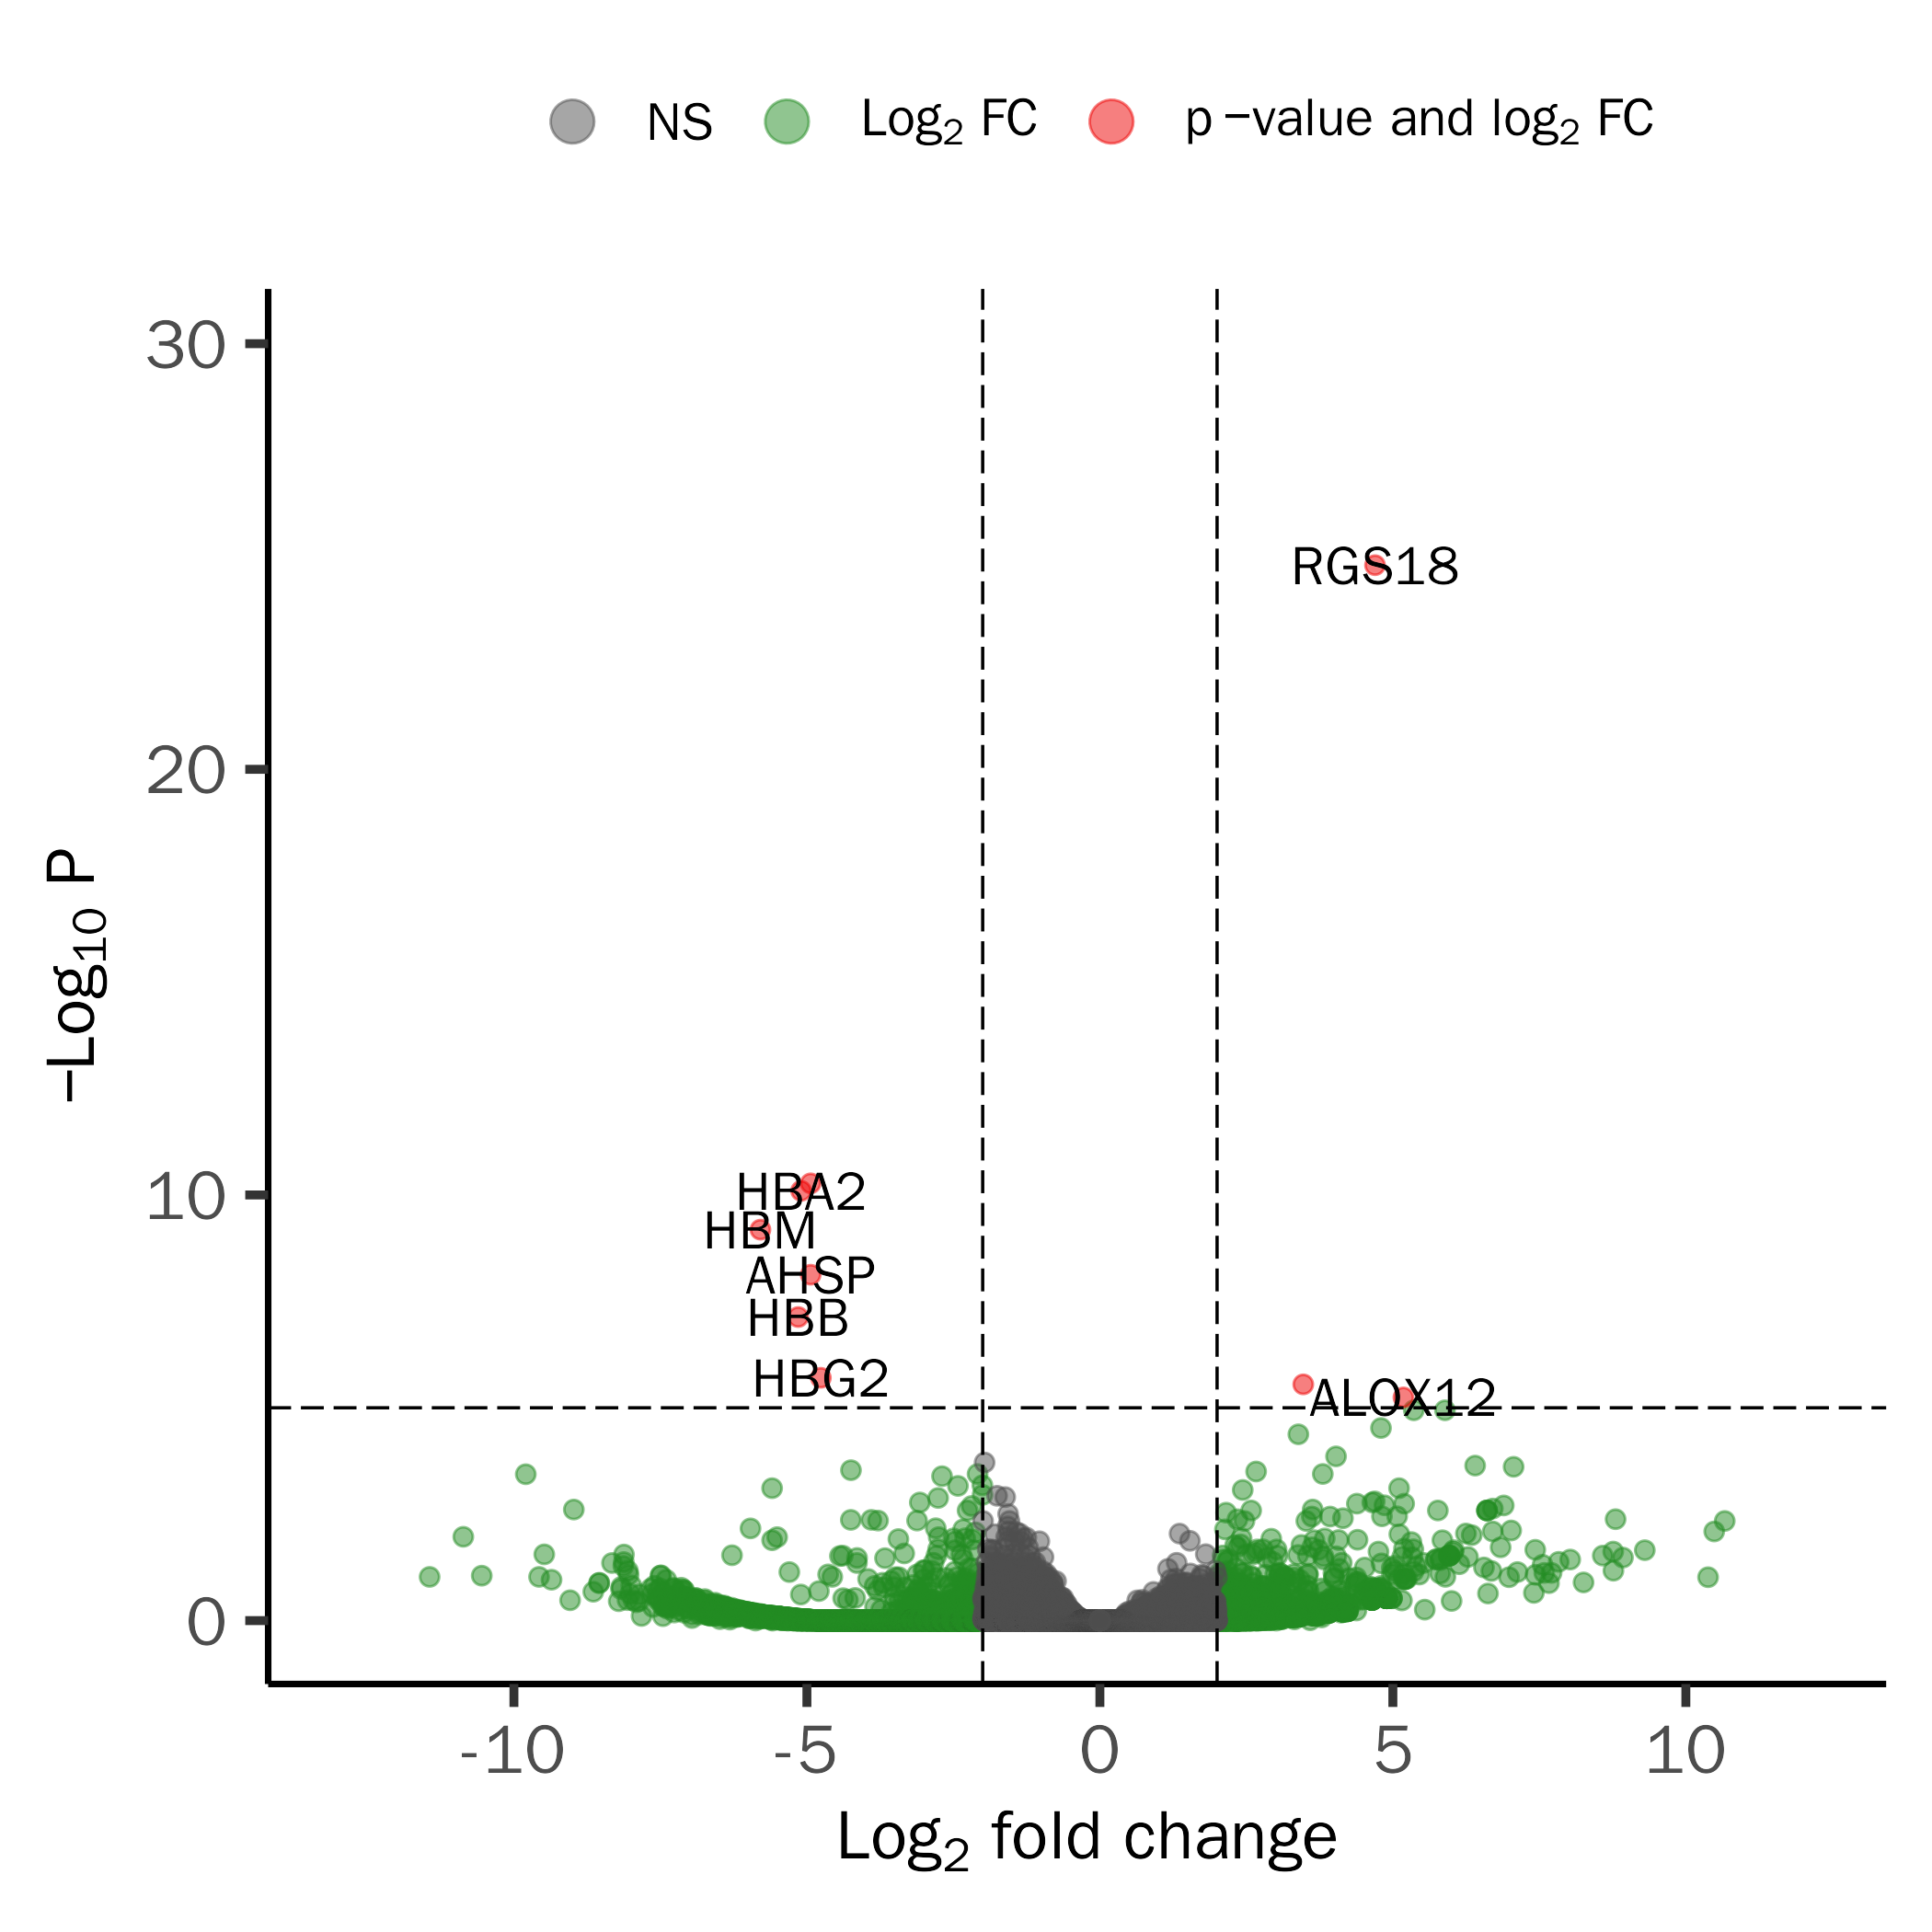 NS Log₂ FC p −value and log₂ FC
30
20
10
0
−Log₁₀ P
RGS18
HBA2
HBM
AHSP
HBB
HBG2
ALOX12
-10 -5 0 5 10
Log₂ fold change